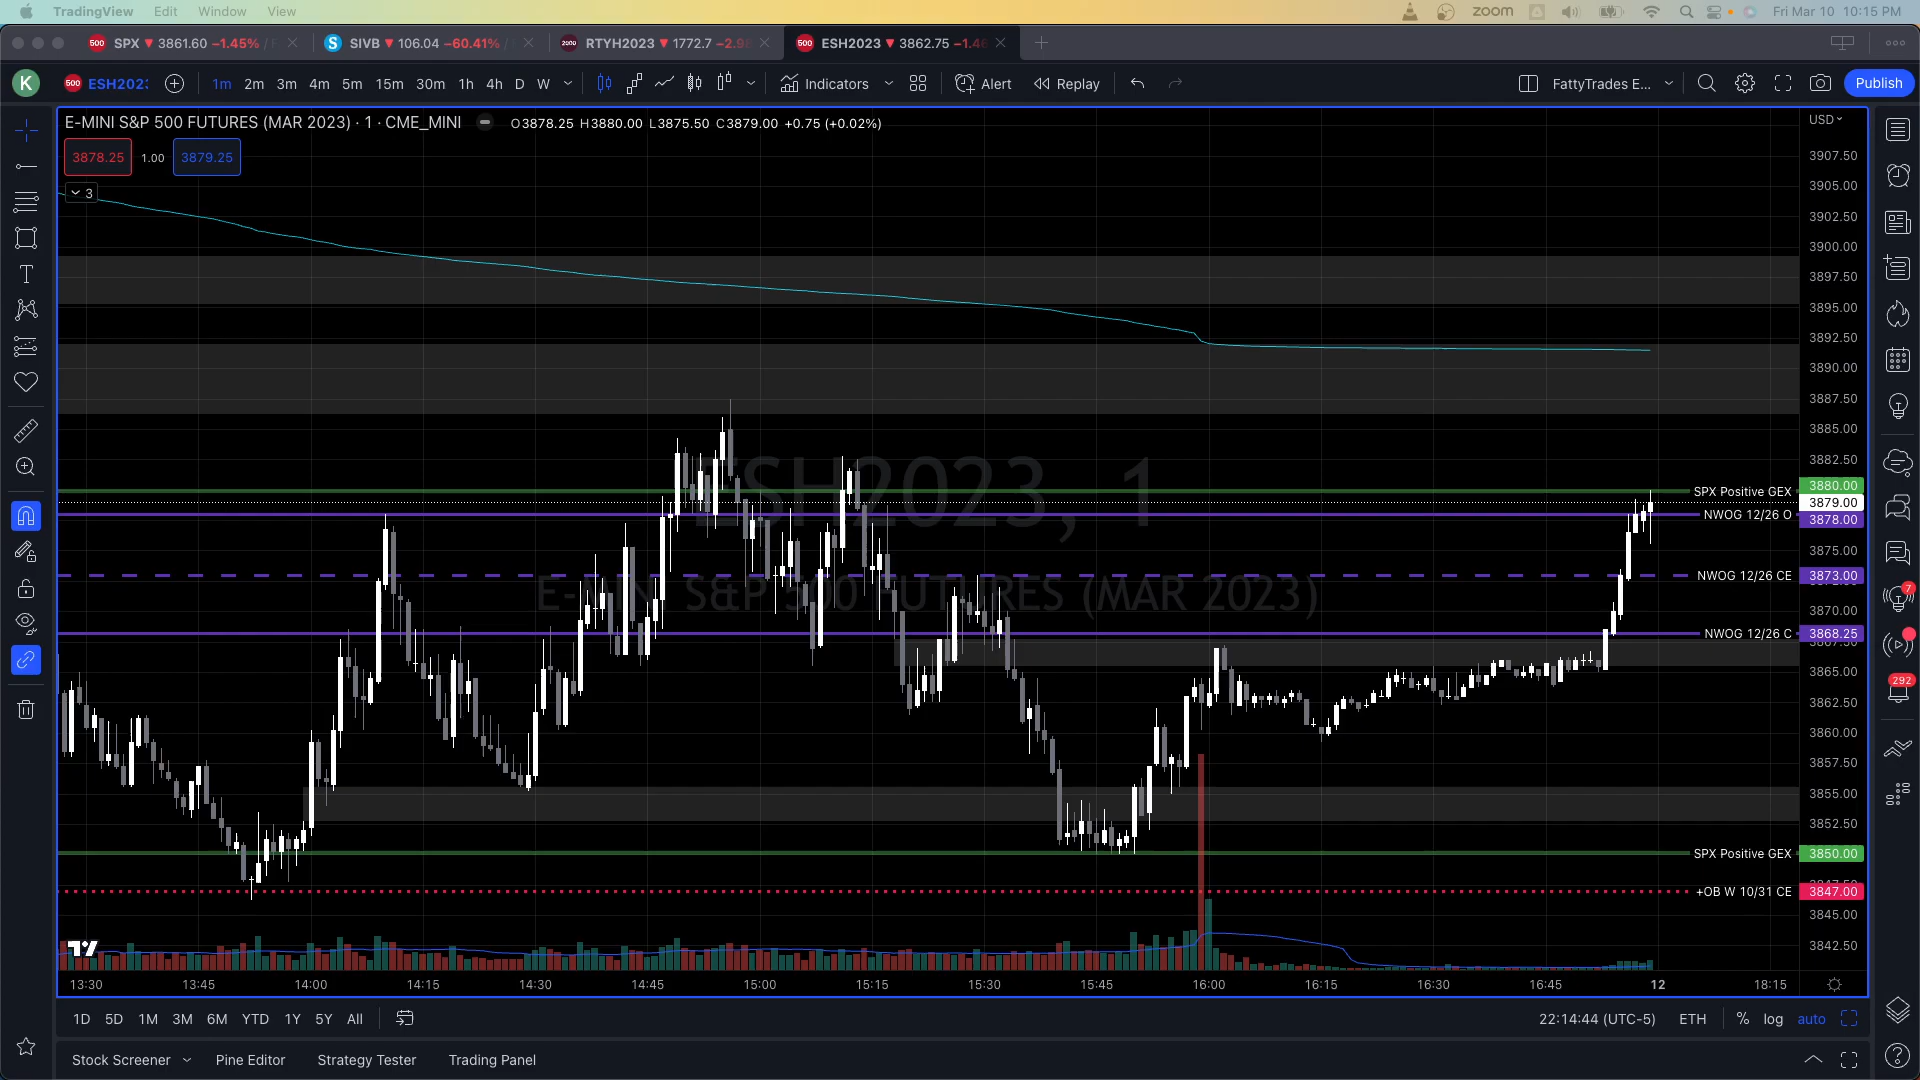 TradingView Edit Window View
zoom Fri Mar 10 10:15 PM
500 SPX 3861.60 −1.45% /
S SIVB 106.04 −60.41% /
2000 RTYH2023 1772.7 −2.98
500 ESH2023 3862.75 −1.46
K 500 ESH202 1m 2m 3m 4m 5m 15m 30m 1h 4h D W Indicators Alert Replay FattyTrades E... Publish
E-MINI S&P 500 FUTURES (MAR 2023) · 1 · CME_MINI O3878.25 H3880.00 L3875.50 C3879.00 +0.75 (+0.02%)
USD
3878.25 1.00 3879.25
3
3907.50
3905.00
3902.50
3900.00
3897.50
3895.00
3892.50
3890.00
3887.50
3885.00
3882.50
ESH2023, 1
E-MINI S&P 500 FUTURES (MAR 2023)
SPX Positive GEX 3880.00
3879.00
NWOG 12/26 O 3878.00
3875.00
NWOG 12/26 CE 3873.00
3870.00
NWOG 12/26 C 3868.25
3865.00
3862.50
3860.00
3857.50
3855.00
3852.50
SPX Positive GEX 3850.00
+OB W 10/31 CE 3847.00
3845.00
3842.50
7
292
13:30 13:45 14:00 14:15 14:30 14:45 15:00 15:15 15:30 15:45 16:00 16:15 16:30 16:45 12 18:15
1D 5D 1M 3M 6M YTD 1Y 5Y All 22:14:44 (UTC-5) ETH % log auto
Stock Screener Pine Editor Strategy Tester Trading Panel